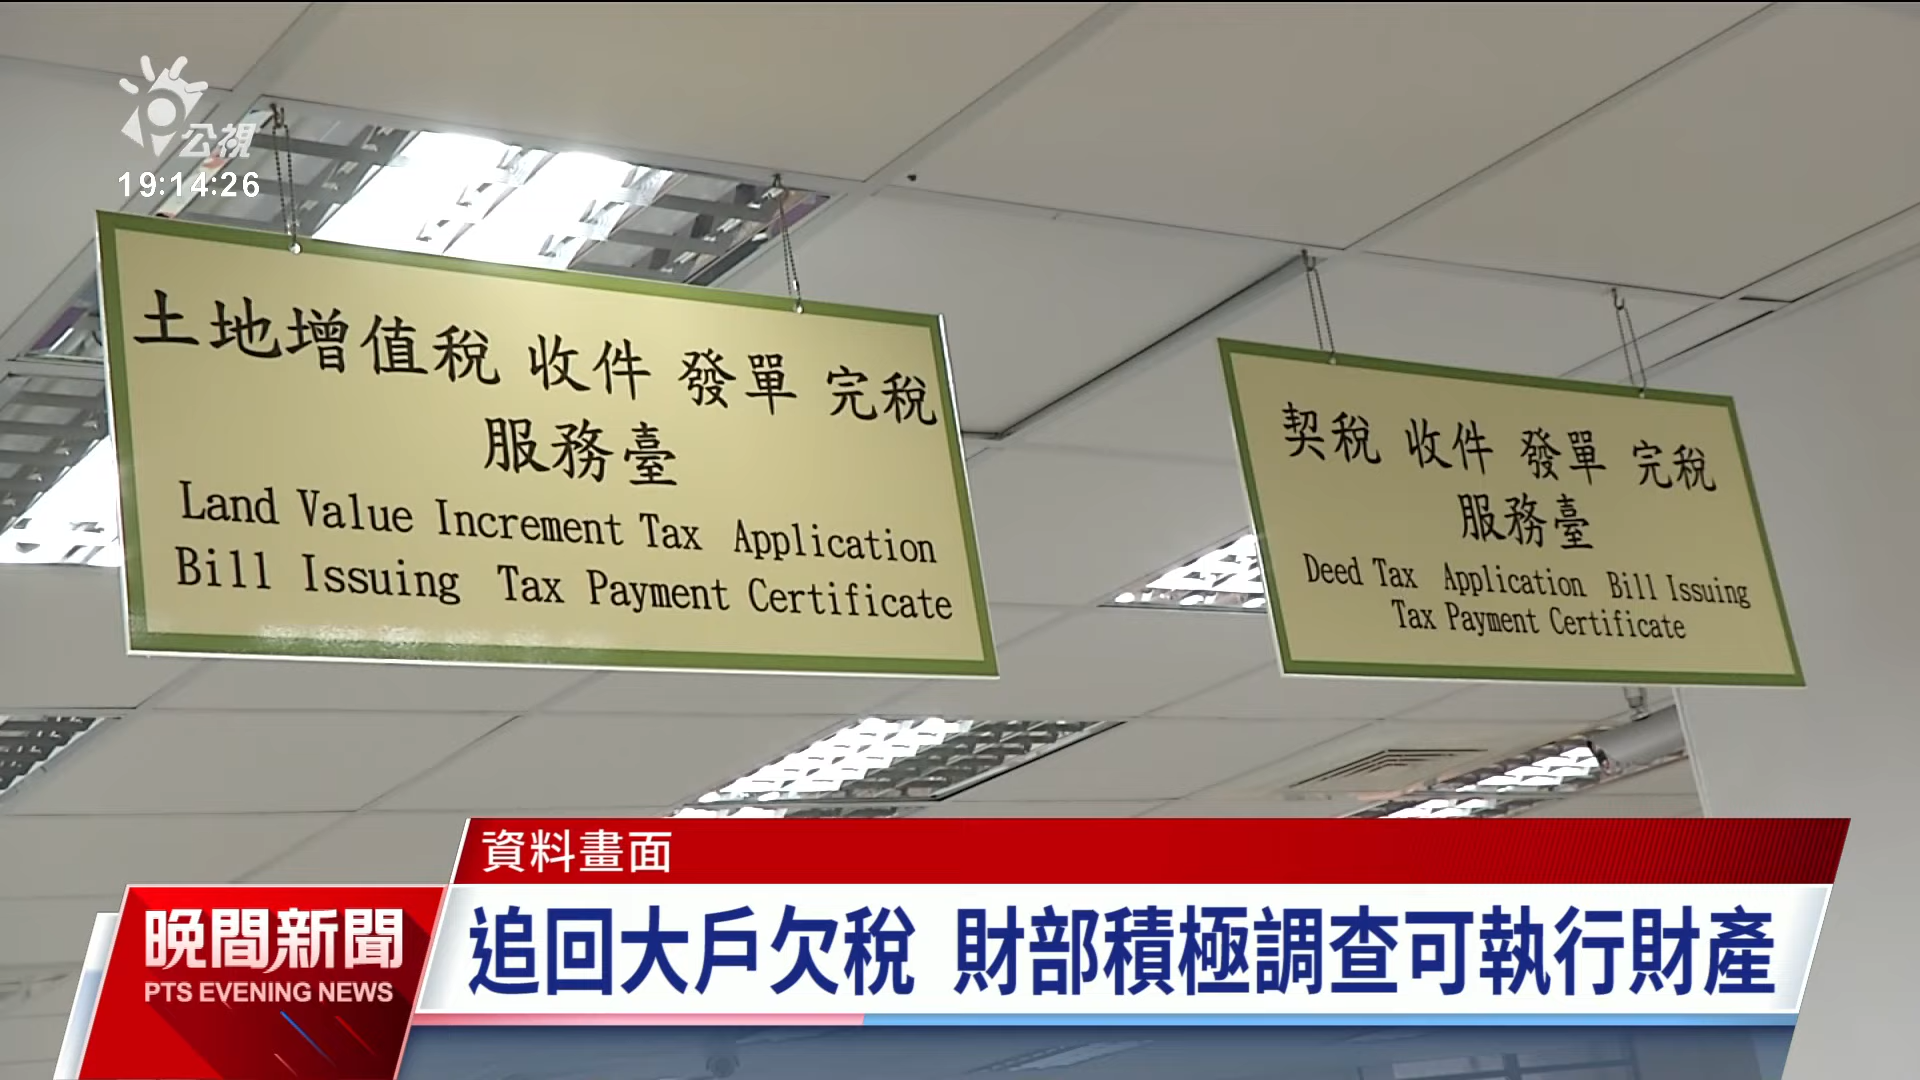 公視
19:14:26
土地增值稅 收件 發單 完稅
服務臺
Land Value Increment Tax Application
Bill Issuing Tax Payment Certificate
契稅 收件 發單 完稅
服務臺
Deed Tax Application Bill Issuing
Tax Payment Certificate
資料畫面
晚間新聞
PTS EVENING NEWS
追回大戶欠稅 財部積極調查可執行財產